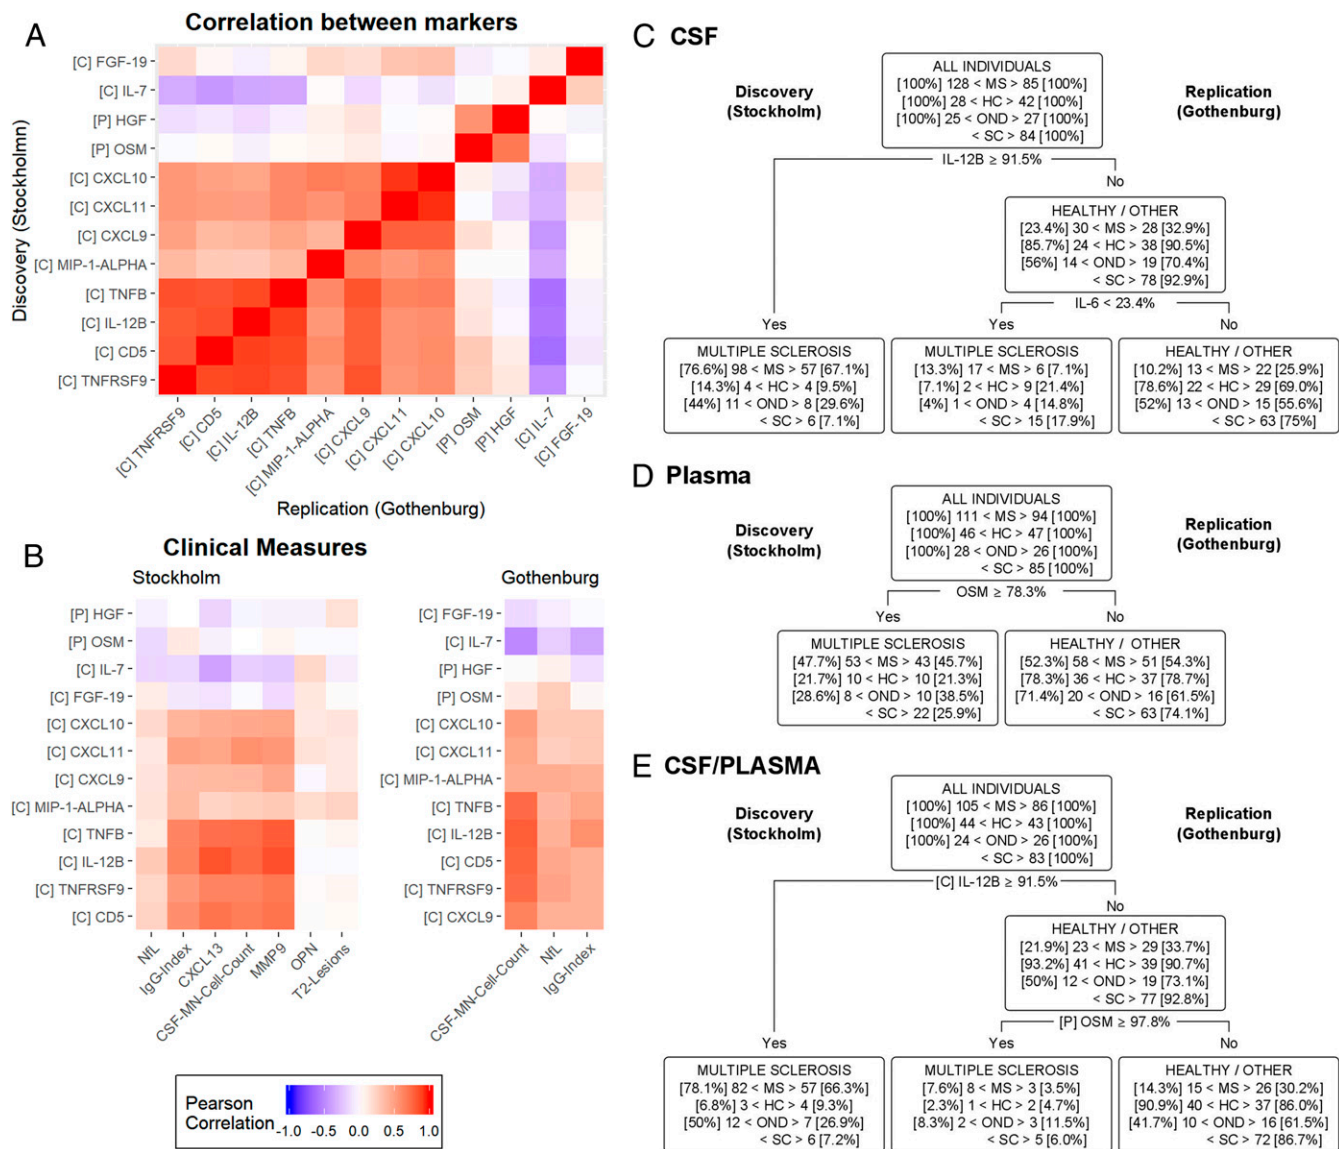 A
Correlation between markers
Discovery (Stockholmn)
[C] FGF-19
[C] IL-7
[P] HGF
[P] OSM
[C] CXCL10
[C] CXCL11
[C] CXCL9
[C] MIP-1-ALPHA
[C] TNFB
[C] IL-12B
[C] CD5
[C] TNFRSF9
[C] TNFRSF9
[C] CD5
[C] IL-12B
[C] TNFB
[C] MIP-1-ALPHA
[C] CXCL9
[C] CXCL11
[C] CXCL10
[P] OSM
[P] HGF
[C] IL-7
[C] FGF-19
Replication (Gothenburg)
B
Clinical Measures
Stockholm
[P] HGF
[P] OSM
[C] IL-7
[C] FGF-19
[C] CXCL10
[C] CXCL11
[C] CXCL9
[C] MIP-1-ALPHA
[C] TNFB
[C] IL-12B
[C] TNFRSF9
[C] CD5
NfL
IgG-Index
CXCL13
CSF-MN-Cell-Count
MMP9
OPN
T2-Lesions
Gothenburg
[C] FGF-19
[C] IL-7
[P] HGF
[P] OSM
[C] CXCL10
[C] CXCL11
[C] MIP-1-ALPHA
[C] TNFB
[C] IL-12B
[C] CD5
[C] TNFRSF9
[C] CXCL9
CSF-MN-Cell-Count
NfL
IgG-Index
Pearson
Correlation
-1.0 -0.5 0.0 0.5 1.0
C CSF
Discovery
(Stockholm)
ALL INDIVIDUALS
[100%] 128 < MS > 85 [100%]
[100%] 28 < HC > 42 [100%]
[100%] 25 < OND > 27 [100%]
< SC > 84 [100%]
Replication
(Gothenburg)
IL-12B ≥ 91.5%
No
HEALTHY / OTHER
[23.4%] 30 < MS > 28 [32.9%]
[85.7%] 24 < HC > 38 [90.5%]
[56%] 14 < OND > 19 [70.4%]
< SC > 78 [92.9%]
IL-6 < 23.4%
Yes
Yes
No
MULTIPLE SCLEROSIS
[76.6%] 98 < MS > 57 [67.1%]
[14.3%] 4 < HC > 4 [9.5%]
[44%] 11 < OND > 8 [29.6%]
< SC > 6 [7.1%]
MULTIPLE SCLEROSIS
[13.3%] 17 < MS > 6 [7.1%]
[7.1%] 2 < HC > 9 [21.4%]
[4%] 1 < OND > 4 [14.8%]
< SC > 15 [17.9%]
HEALTHY / OTHER
[10.2%] 13 < MS > 22 [25.9%]
[78.6%] 22 < HC > 29 [69.0%]
[52%] 13 < OND > 15 [55.6%]
< SC > 63 [75%]
D Plasma
Discovery
(Stockholm)
ALL INDIVIDUALS
[100%] 111 < MS > 94 [100%]
[100%] 46 < HC > 47 [100%]
[100%] 28 < OND > 26 [100%]
< SC > 85 [100%]
Replication
(Gothenburg)
OSM ≥ 78.3%
Yes
No
MULTIPLE SCLEROSIS
[47.7%] 53 < MS > 43 [45.7%]
[21.7%] 10 < HC > 10 [21.3%]
[28.6%] 8 < OND > 10 [38.5%]
< SC > 22 [25.9%]
HEALTHY / OTHER
[52.3%] 58 < MS > 51 [54.3%]
[78.3%] 36 < HC > 37 [78.7%]
[71.4%] 20 < OND > 16 [61.5%]
< SC > 63 [74.1%]
E CSF/PLASMA
Discovery
(Stockholm)
ALL INDIVIDUALS
[100%] 105 < MS > 86 [100%]
[100%] 44 < HC > 43 [100%]
[100%] 24 < OND > 26 [100%]
< SC > 83 [100%]
Replication
(Gothenburg)
[C] IL-12B ≥ 91.5%
No
HEALTHY / OTHER
[21.9%] 23 < MS > 29 [33.7%]
[93.2%] 41 < HC > 39 [90.7%]
[50%] 12 < OND > 19 [73.1%]
< SC > 77 [92.8%]
[P] OSM ≥ 97.8%
Yes
Yes
No
MULTIPLE SCLEROSIS
[78.1%] 82 < MS > 57 [66.3%]
[6.8%] 3 < HC > 4 [9.3%]
[50%] 12 < OND > 7 [26.9%]
< SC > 6 [7.2%]
MULTIPLE SCLEROSIS
[7.6%] 8 < MS > 3 [3.5%]
[2.3%] 1 < HC > 2 [4.7%]
[8.3%] 2 < OND > 3 [11.5%]
< SC > 5 [6.0%]
HEALTHY / OTHER
[14.3%] 15 < MS > 26 [30.2%]
[90.9%] 40 < HC > 37 [86.0%]
[41.7%] 10 < OND > 16 [61.5%]
< SC > 72 [86.7%]